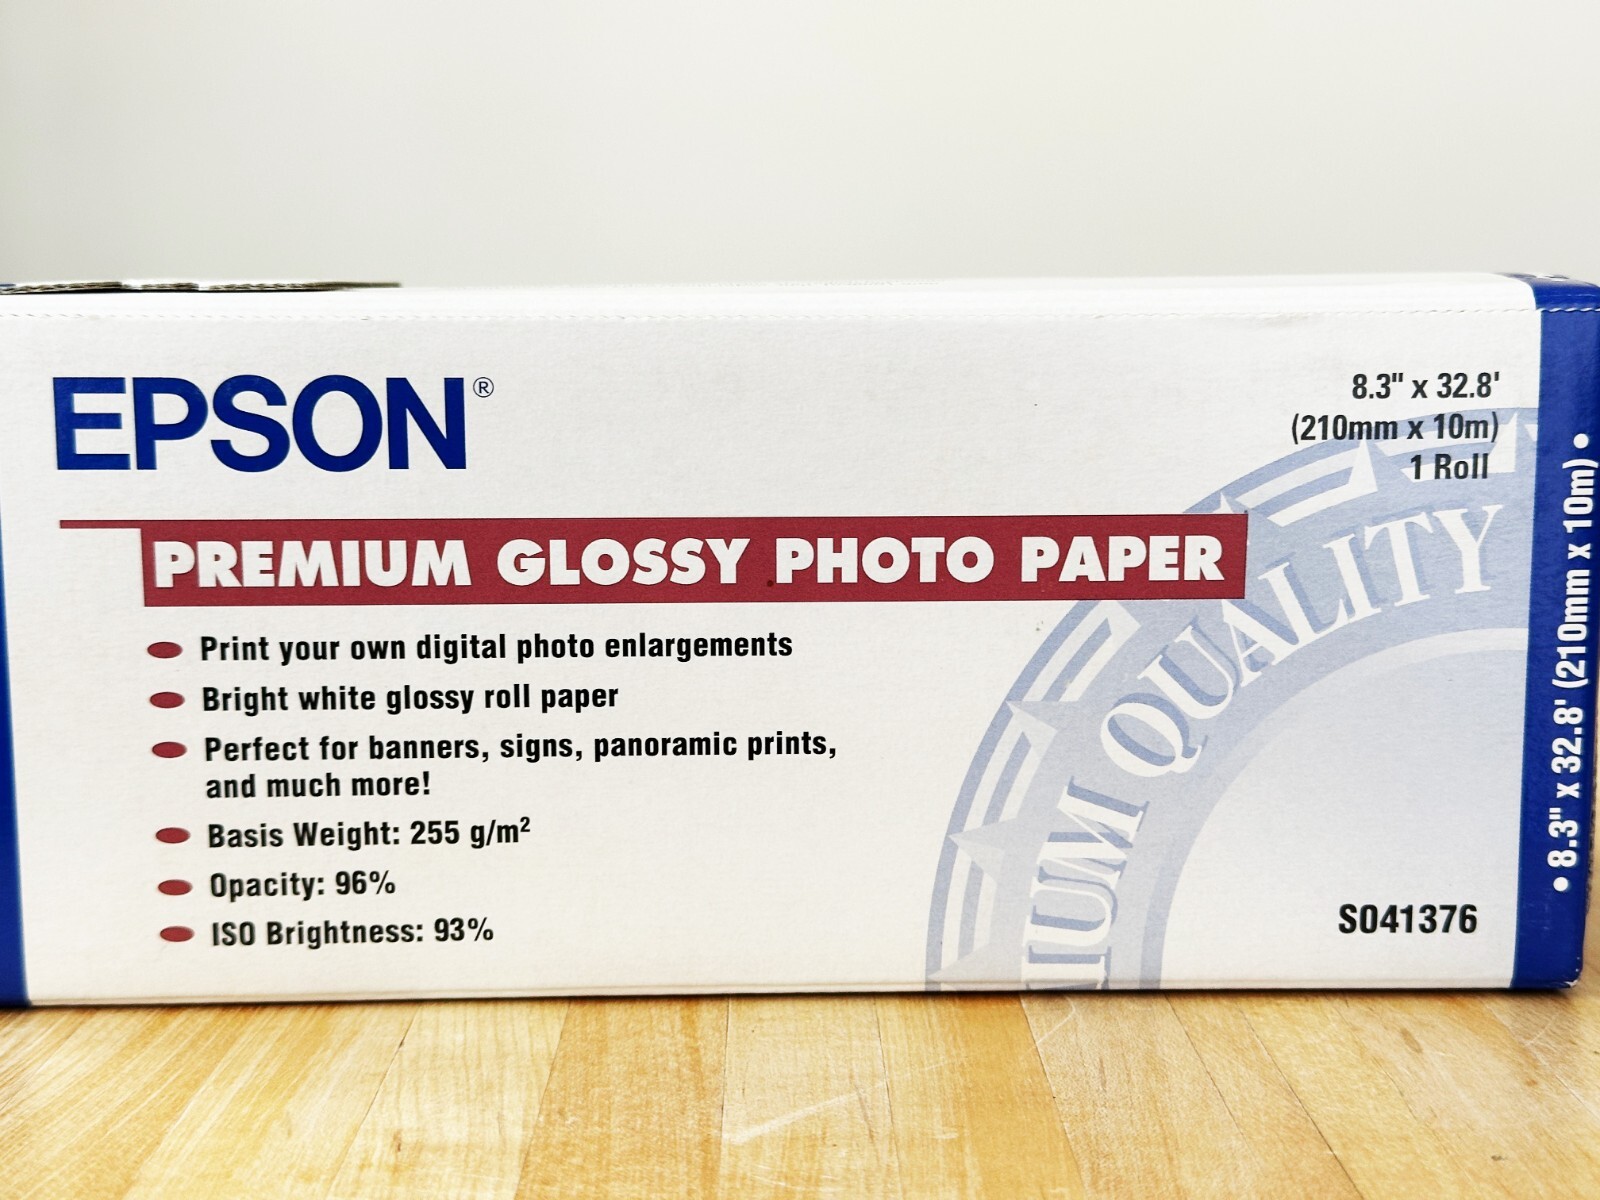 EPSON®
8.3" x 32.8'
(210mm x 10m)
1 Roll
PREMIUM GLOSSY PHOTO PAPER
Print your own digital photo enlargements
Bright white glossy roll paper
Perfect for banners, signs, panoramic prints,
and much more!
Basis Weight: 255 g/m²
Opacity: 96%
ISO Brightness: 93%
IUM QUALITY
S041376
• 8.3" x 32.8' (210mm x 10m) •